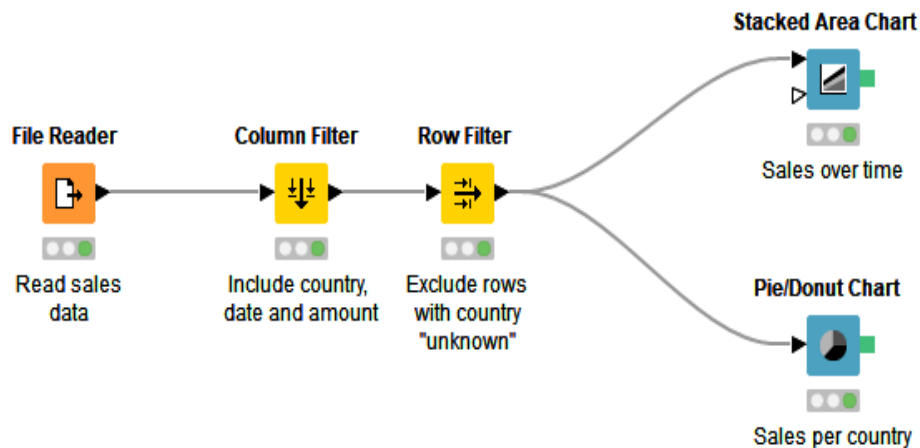 Stacked Area Chart
Sales over time
File Reader
Read sales
data
Column Filter
Include country,
date and amount
Row Filter
Exclude rows
with country
"unknown"
Pie/Donut Chart
Sales per country